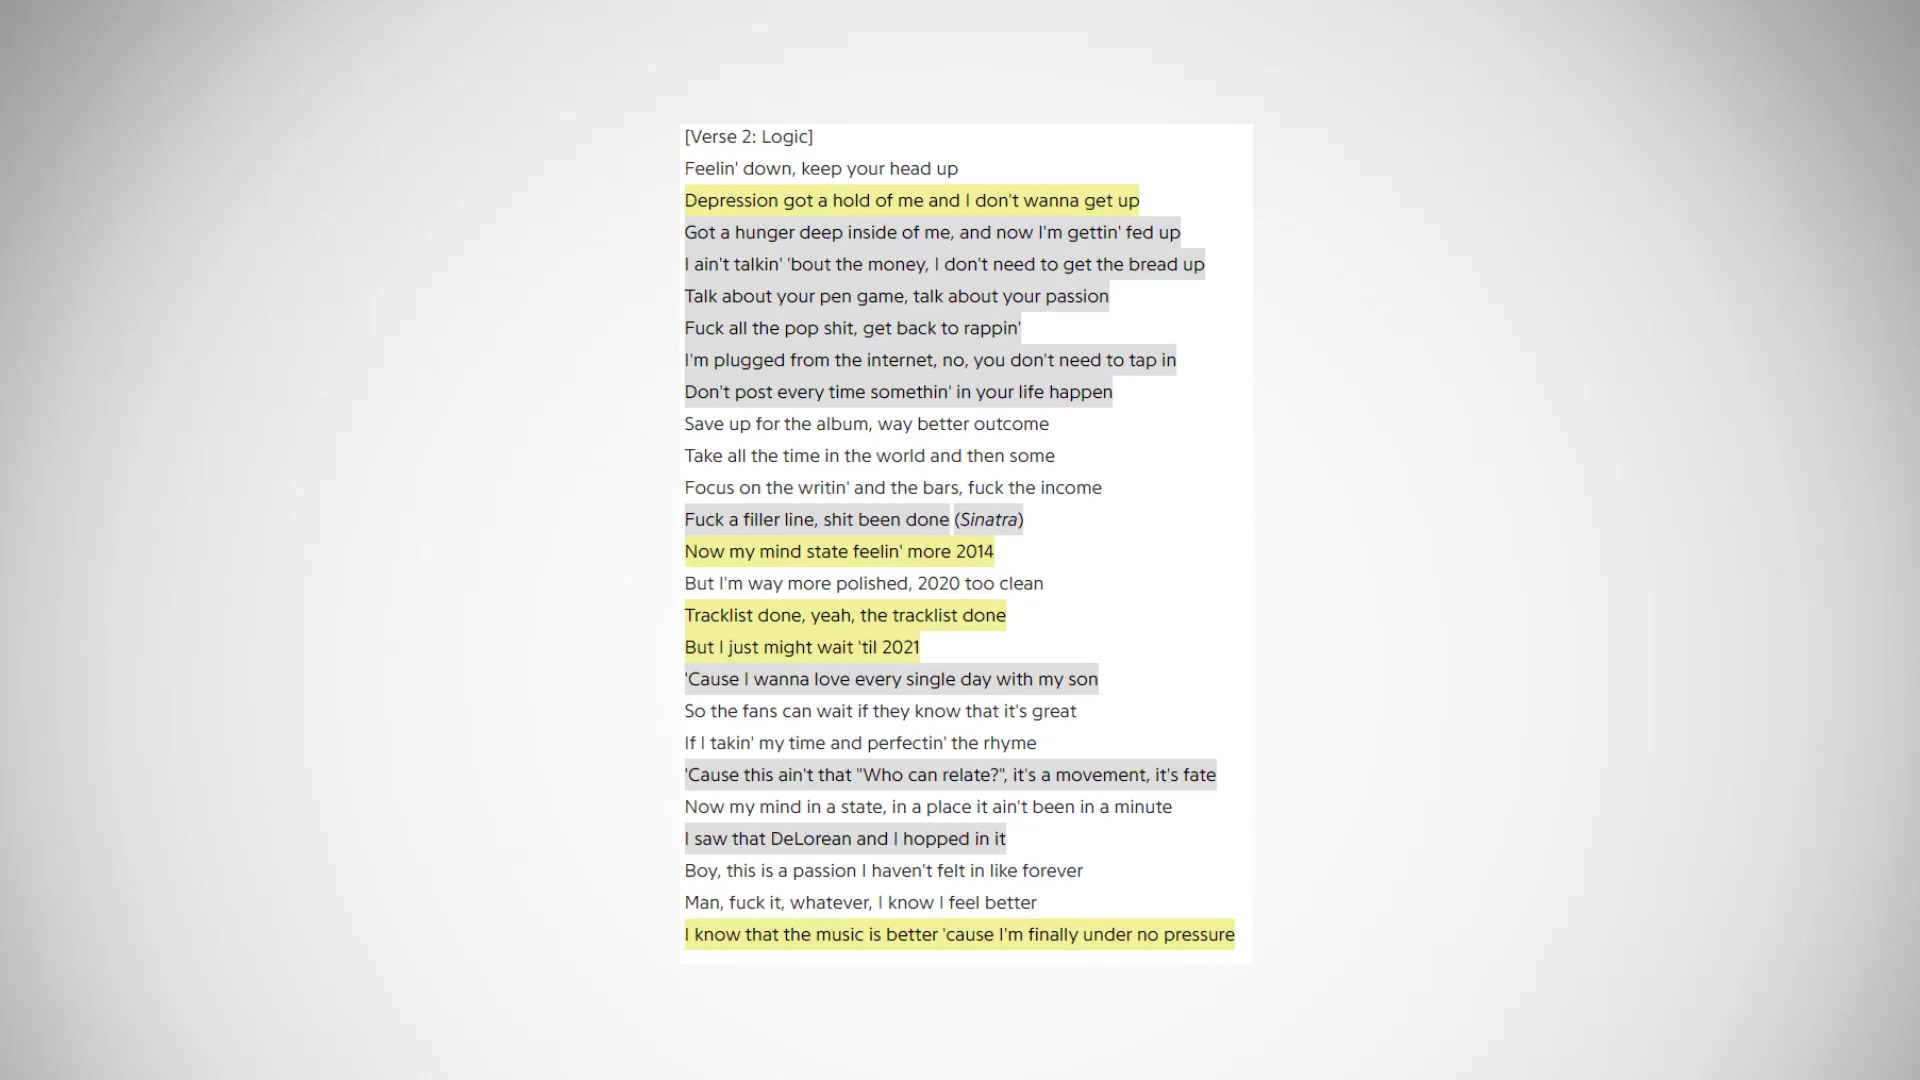 [Verse 2: Logic]
Feelin' down, keep your head up
Depression got a hold of me and I don't wanna get up
Got a hunger deep inside of me, and now I'm gettin' fed up
I ain't talkin' 'bout the money, I don't need to get the bread up
Talk about your pen game, talk about your passion
Fuck all the pop shit, get back to rappin'
I'm plugged from the internet, no, you don't need to tap in
Don't post every time somethin' in your life happen
Save up for the album, way better outcome
Take all the time in the world and then some
Focus on the writin' and the bars, fuck the income
Fuck a filler line, shit been done (Sinatra)
Now my mind state feelin' more 2014
But I'm way more polished, 2020 too clean
Tracklist done, yeah, the tracklist done
But I just might wait 'til 2021
'Cause I wanna love every single day with my son
So the fans can wait if they know that it's great
If I takin' my time and perfectin' the rhyme
'Cause this ain't that "Who can relate?", it's a movement, it's fate
Now my mind in a state, in a place it ain't been in a minute
I saw that DeLorean and I hopped in it
Boy, this is a passion I haven't felt in like forever
Man, fuck it, whatever, I know I feel better
I know that the music is better 'cause I'm finally under no pressure